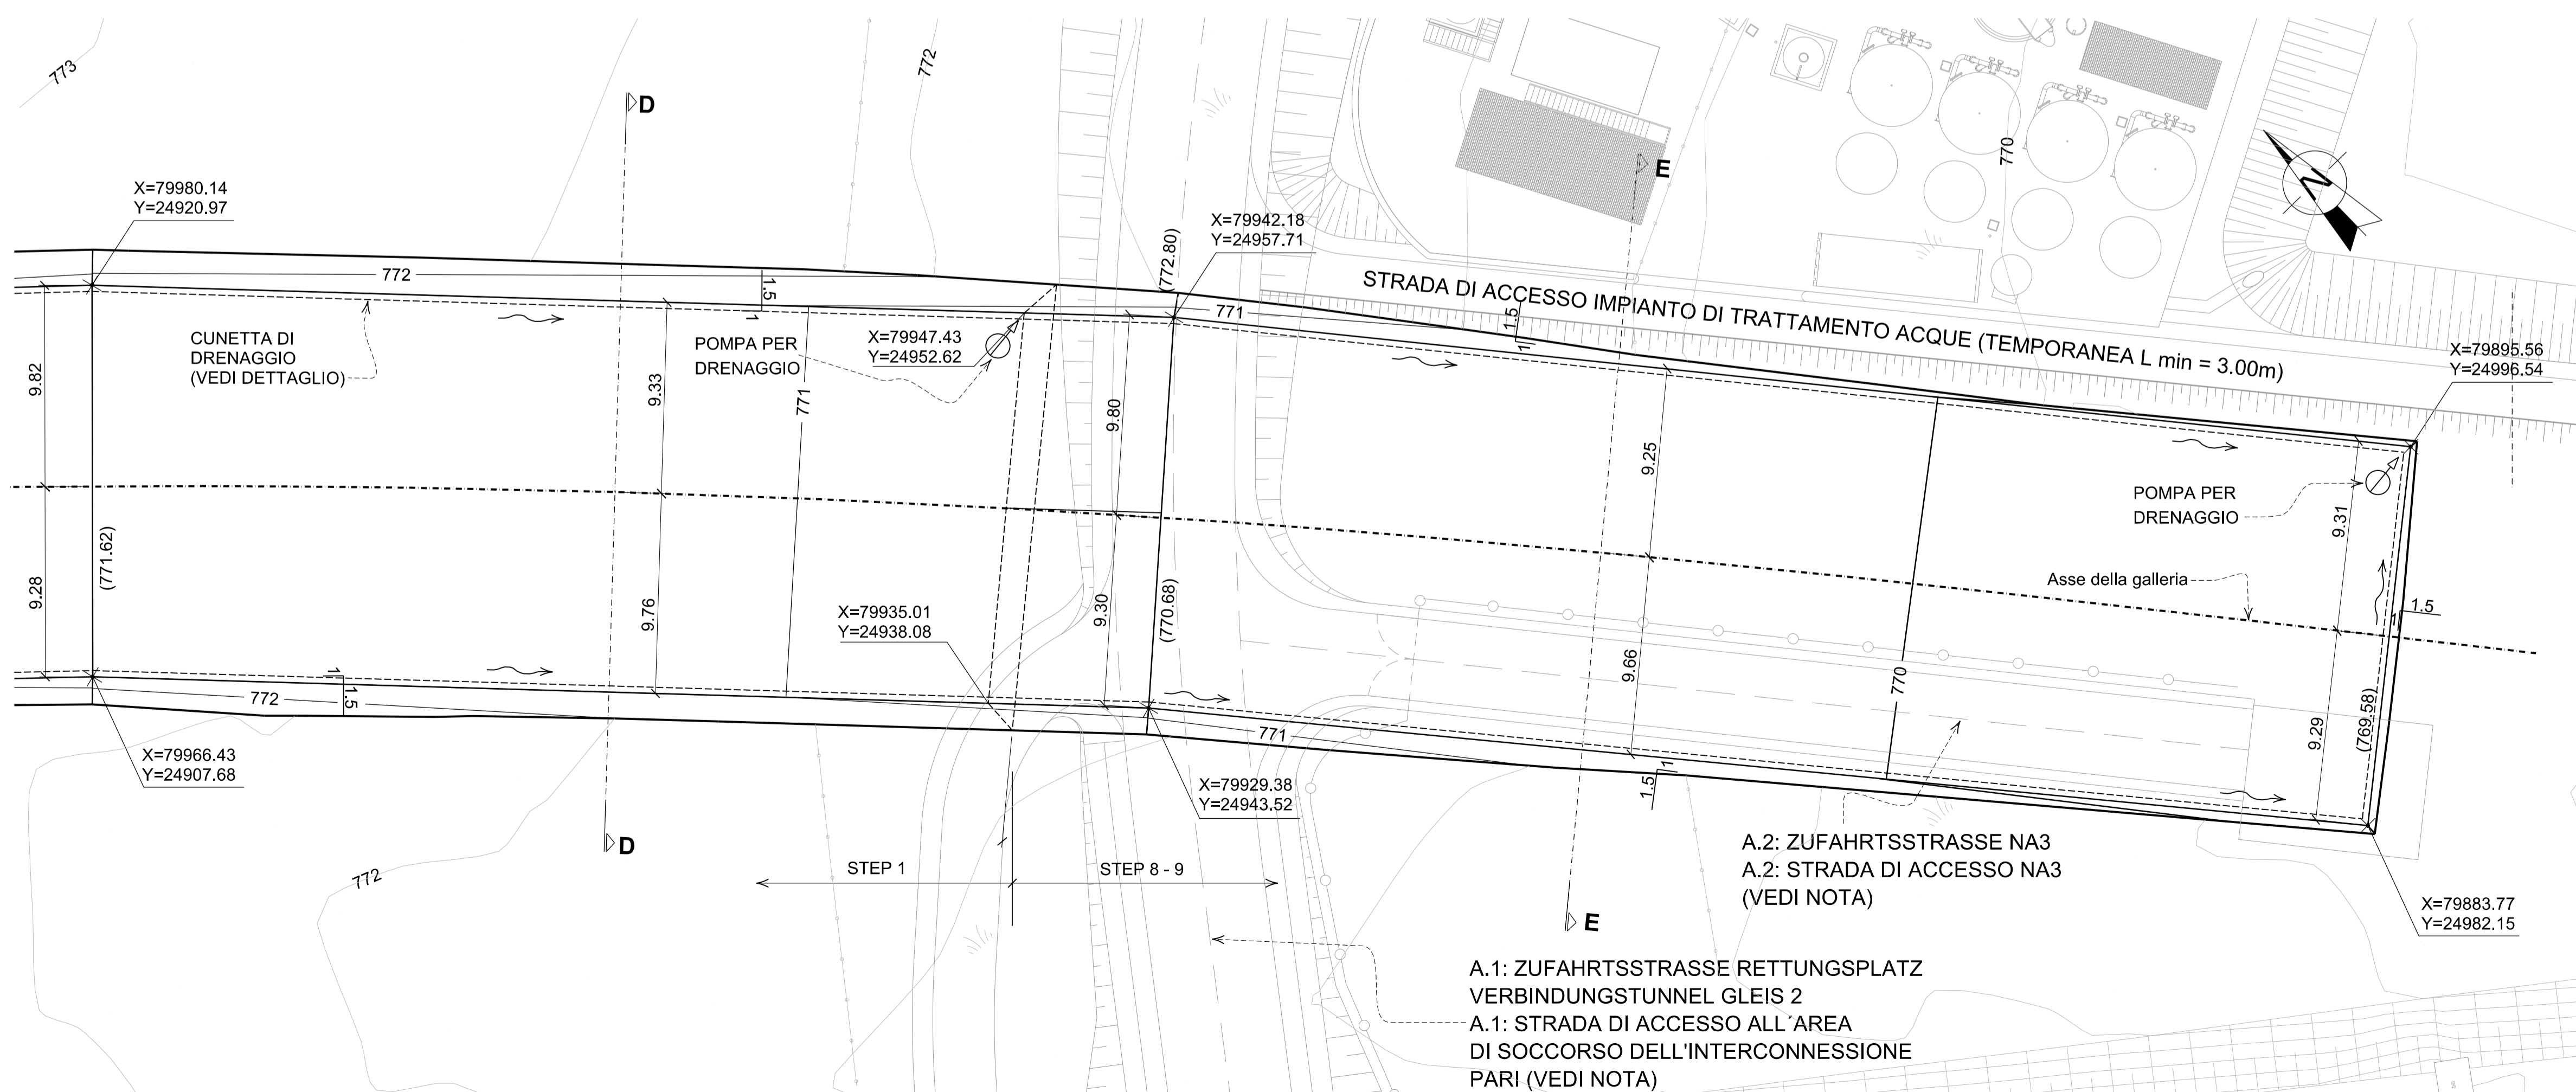 773
772
D
E
770
N
X=79980.14
Y=24920.97
X=79942.18
Y=24957.71
(772.80)
772
1.5
1
771
1.5
1
STRADA DI ACCESSO IMPIANTO DI TRATTAMENTO ACQUE (TEMPORANEA L min = 3.00m)
X=79895.56
Y=24996.54
CUNETTA DI
DRENAGGIO
(VEDI DETTAGLIO)
POMPA PER
DRENAGGIO
X=79947.43
Y=24952.62
9.82
9.33
771
9.80
9.25
9.31
POMPA PER
DRENAGGIO
Asse della galleria
(771.62)
9.28
9.76
X=79935.01
Y=24938.08
9.30
(770.68)
9.66
770
9.29
(769.58)
1.5
1
772
1
1.5
771
1.5
1
X=79966.43
Y=24907.68
X=79929.38
Y=24943.52
D
772
STEP 1
STEP 8 - 9
E
A.2: ZUFAHRTSSTRASSE NA3
A.2: STRADA DI ACCESSO NA3
(VEDI NOTA)
X=79883.77
Y=24982.15
A.1: ZUFAHRTSSTRASSE RETTUNGSPLATZ
VERBINDUNGSTUNNEL GLEIS 2
A.1: STRADA DI ACCESSO ALL´AREA
DI SOCCORSO DELL'INTERCONNESSIONE
PARI (VEDI NOTA)